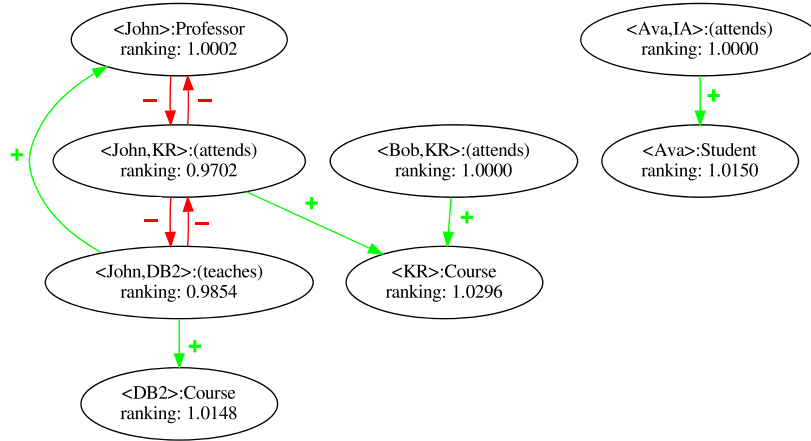 <John>:Professor
ranking: 1.0002
<Ava,IA>:(attends)
ranking: 1.0000
−
−
+
+
<John,KR>:(attends)
ranking: 0.9702
<Bob,KR>:(attends)
ranking: 1.0000
<Ava>:Student
ranking: 1.0150
−
−
+
+
<John,DB2>:(teaches)
ranking: 0.9854
<KR>:Course
ranking: 1.0296
+
<DB2>:Course
ranking: 1.0148